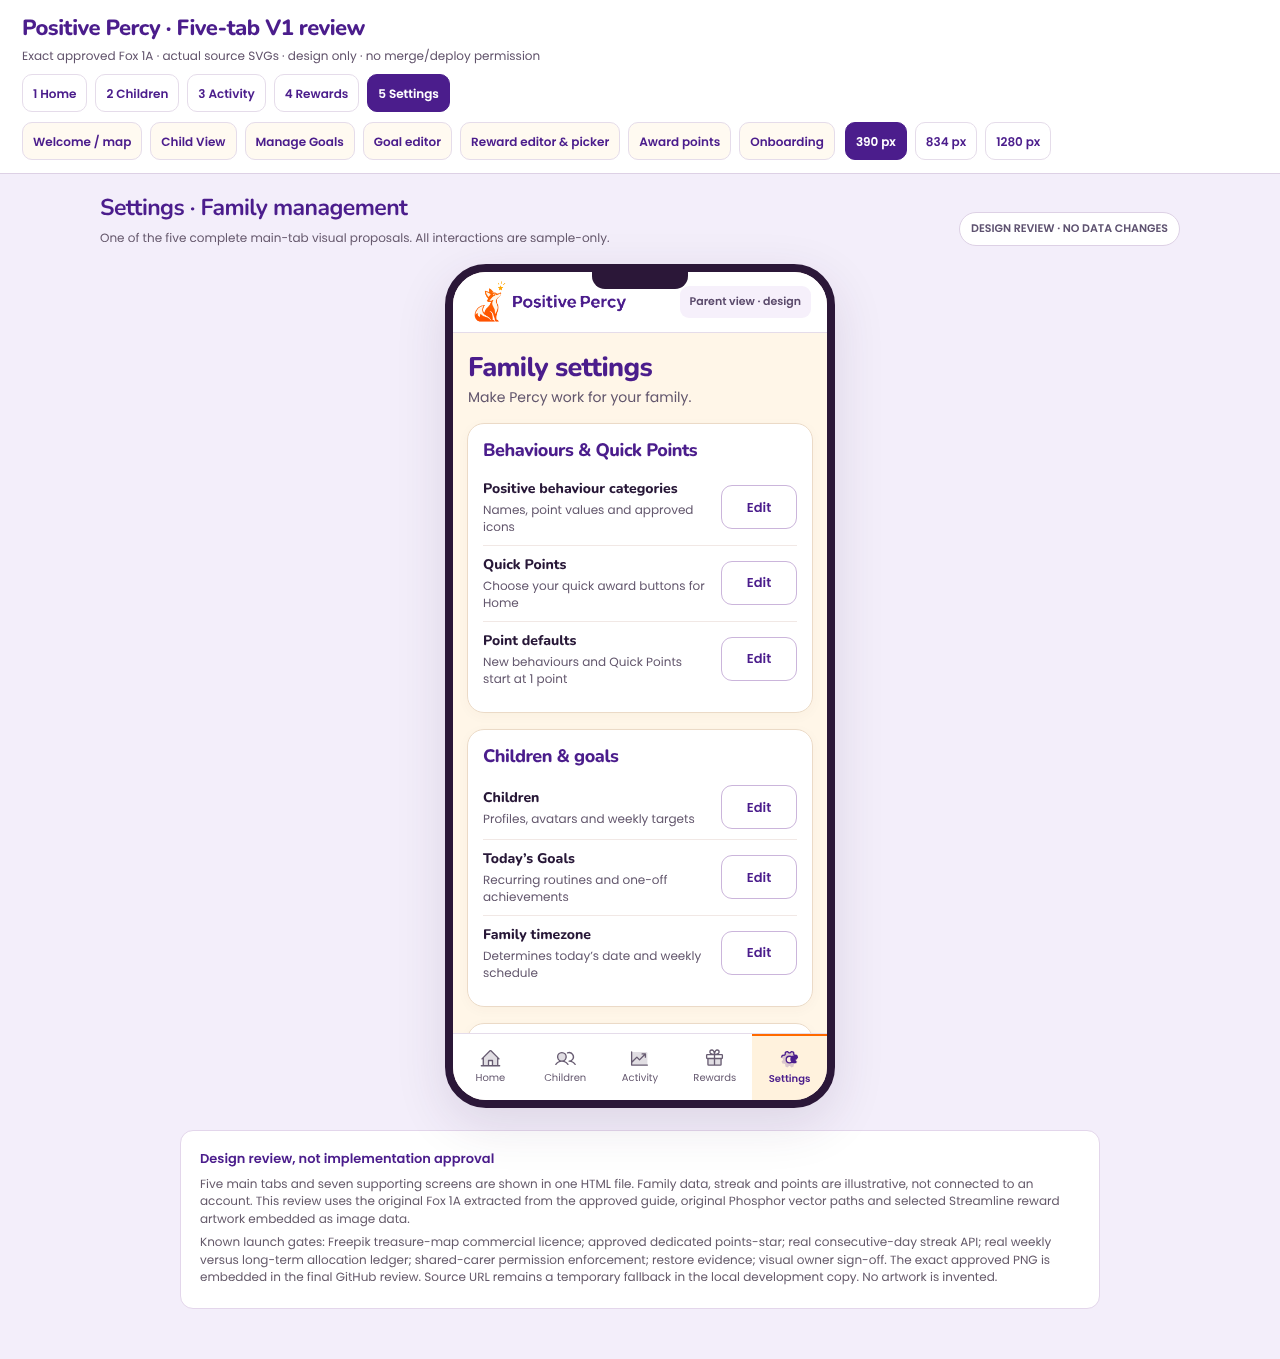 Positive Percy · Five-tab V1 review
Exact approved Fox 1A · actual source SVGs · design only · no merge/deploy permission
1 Home
2 Children
3 Activity
4 Rewards
5 Settings
Welcome / map
Child View
Manage Goals
Goal editor
Reward editor & picker
Award points
Onboarding
390 px
834 px
1280 px
Settings · Family management
One of the five complete main-tab visual proposals. All interactions are sample-only.
DESIGN REVIEW · NO DATA CHANGES
Positive Percy
Parent view · design
Family settings
Make Percy work for your family.
Behaviours & Quick Points
Positive behaviour categories
Names, point values and approved
icons
Edit
Quick Points
Choose your quick award buttons for
Home
Edit
Point defaults
New behaviours and Quick Points
start at 1 point
Edit
Children & goals
Children
Profiles, avatars and weekly targets
Edit
Today’s Goals
Recurring routines and one-off
achievements
Edit
Family timezone
Determines today’s date and weekly
schedule
Edit
Home
Children
Activity
Rewards
Settings
Design review, not implementation approval
Five main tabs and seven supporting screens are shown in one HTML file. Family data, streak and points are illustrative, not connected to an
account. This review uses the original Fox 1A extracted from the approved guide, original Phosphor vector paths and selected Streamline reward
artwork embedded as image data.
Known launch gates: Freepik treasure-map commercial licence; approved dedicated points-star; real consecutive-day streak API; real weekly
versus long-term allocation ledger; shared-carer permission enforcement; restore evidence; visual owner sign-off. The exact approved PNG is
embedded in the final GitHub review. Source URL remains a temporary fallback in the local development copy. No artwork is invented.